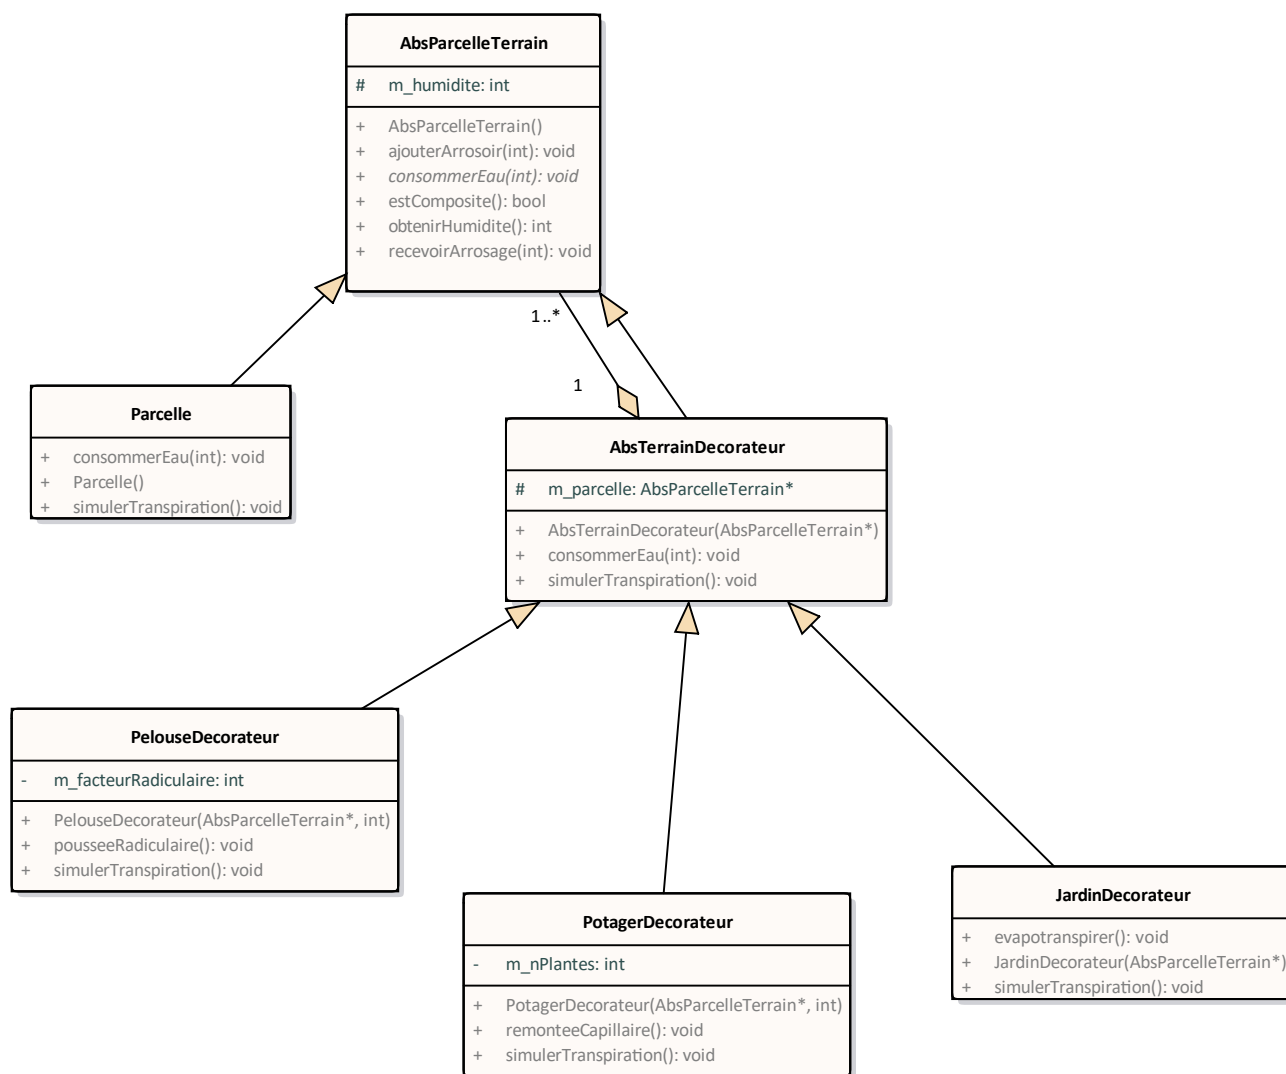 AbsParcelleTerrain
# m_humidite: int
+ AbsParcelleTerrain()
+ ajouterArrosoir(int): void
+ consommerEau(int): void
+ estComposite(): bool
+ obtenirHumidite(): int
+ recevoirArrosage(int): void
1..*
1
Parcelle
+ consommerEau(int): void
+ Parcelle()
+ simulerTranspiration(): void
AbsTerrainDecorateur
# m_parcelle: AbsParcelleTerrain*
+ AbsTerrainDecorateur(AbsParcelleTerrain*)
+ consommerEau(int): void
+ simulerTranspiration(): void
PelouseDecorateur
- m_facteurRadiculaire: int
+ PelouseDecorateur(AbsParcelleTerrain*, int)
+ pousseeRadiculaire(): void
+ simulerTranspiration(): void
PotagerDecorateur
- m_nPlantes: int
+ PotagerDecorateur(AbsParcelleTerrain*, int)
+ remonteeCapillaire(): void
+ simulerTranspiration(): void
JardinDecorateur
+ evapotranspirer(): void
+ JardinDecorateur(AbsParcelleTerrain*)
+ simulerTranspiration(): void